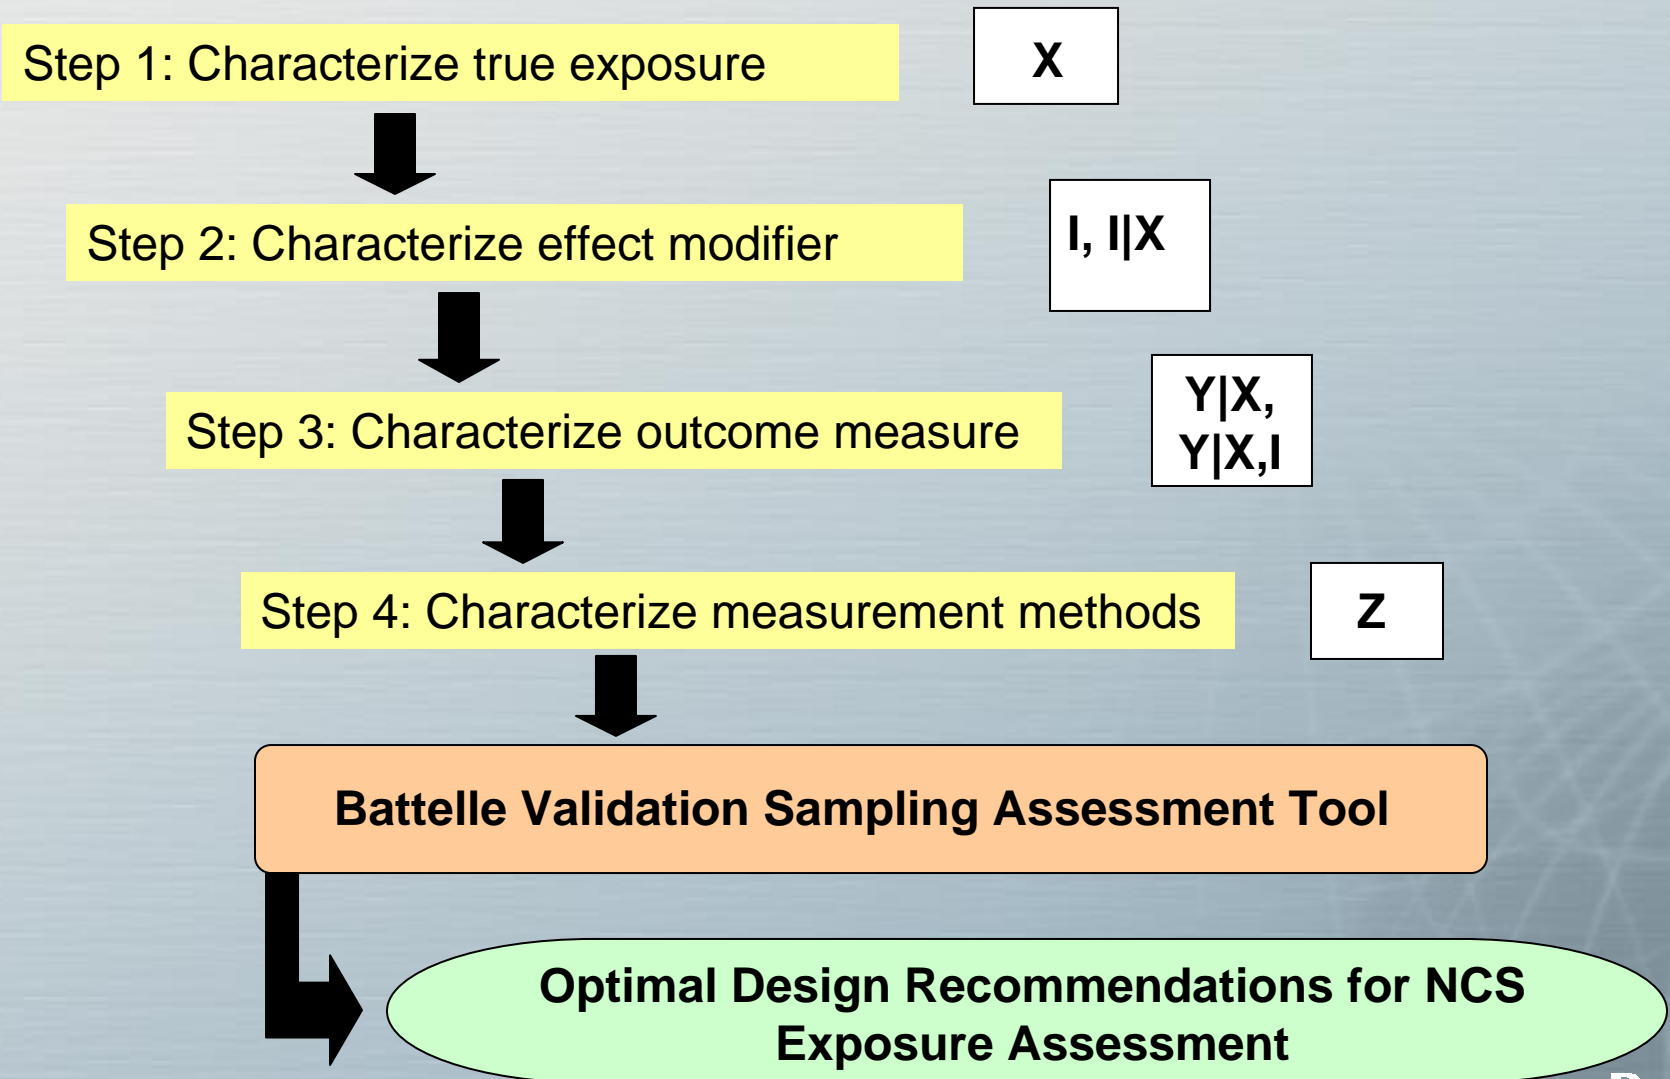 Step 1: Characterize true exposure
X
Step 2: Characterize effect modifier
I, I|X
Step 3: Characterize outcome measure
Y|X,
Y|X,I
Step 4: Characterize measurement methods
Z
Battelle Validation Sampling Assessment Tool
Optimal Design Recommendations for NCS
Exposure Assessment